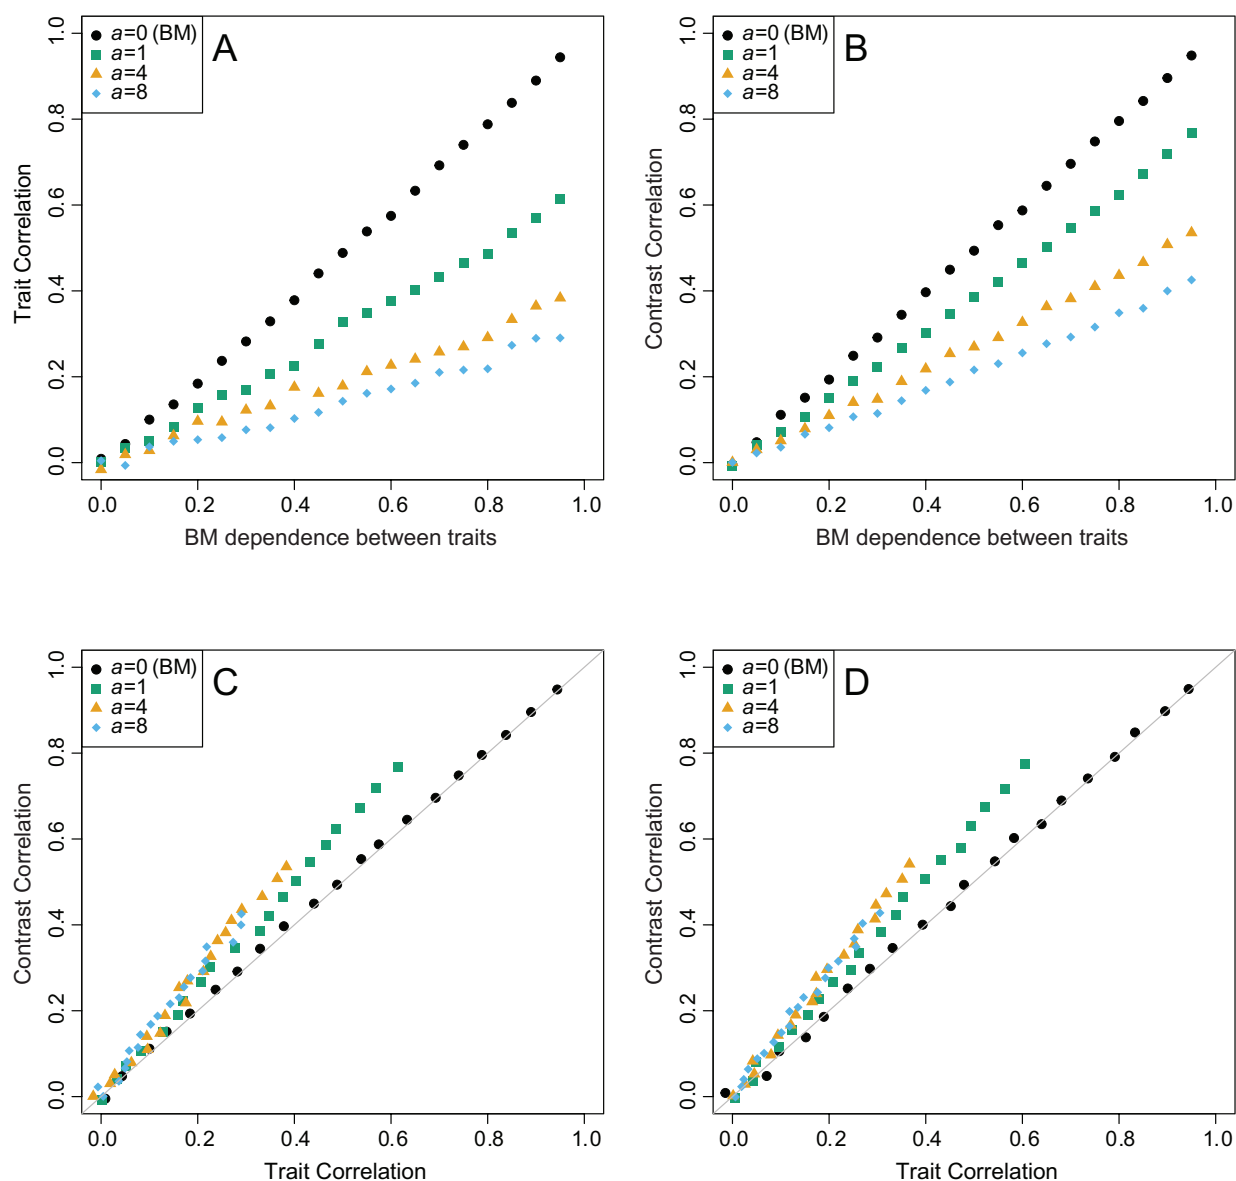 a=0 (BM)
a=1
a=4
a=8
A
Trait Correlation
0.0 0.2 0.4 0.6 0.8 1.0
0.0 0.2 0.4 0.6 0.8 1.0
BM dependence between traits
a=0 (BM)
a=1
a=4
a=8
B
Contrast Correlation
0.0 0.2 0.4 0.6 0.8 1.0
0.0 0.2 0.4 0.6 0.8 1.0
BM dependence between traits
a=0 (BM)
a=1
a=4
a=8
C
Contrast Correlation
0.0 0.2 0.4 0.6 0.8 1.0
0.0 0.2 0.4 0.6 0.8 1.0
Trait Correlation
a=0 (BM)
a=1
a=4
a=8
D
Contrast Correlation
0.0 0.2 0.4 0.6 0.8 1.0
0.0 0.2 0.4 0.6 0.8 1.0
Trait Correlation